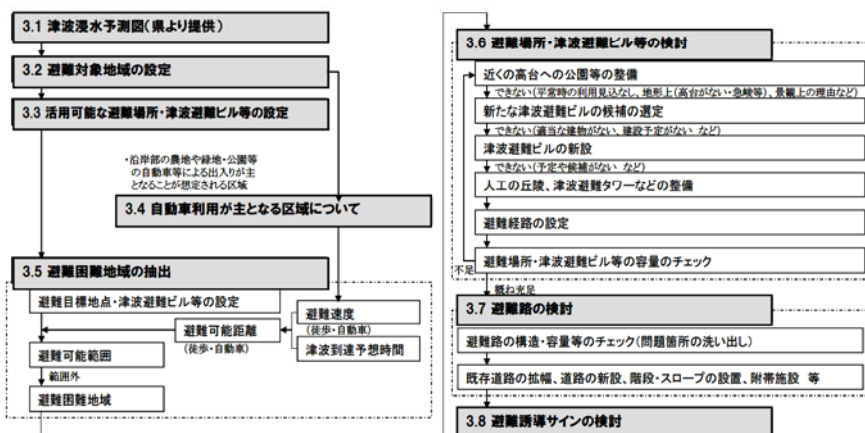 3.1 津波浸水予測図(県より提供)
3.2 避難対象地域の設定
3.3 活用可能な避難場所・津波避難ビル等の設定
・沿岸部の農地や緑地・公園等
の自動車等による出入りが主
となることが想定される区域
3.4 自動車利用が主となる区域について
3.5 避難困難地域の抽出
避難目標地点・津波避難ビル等の設定
避難速度
(徒歩・自動車)
避難可能距離
(徒歩・自動車)
津波到達予想時間
避難可能範囲
範囲外
避難困難地域
3.6 避難場所・津波避難ビル等の検討
近くの高台への公園等の整備
できない(平常時の利用見込なし、地形上(高台がない・急峻等)、景観上の理由など)
新たな津波避難ビルの候補の選定
できない(適当な建物がない、建設予定がない など)
津波避難ビルの新設
できない(予定や候補がない など)
人工の丘陵、津波避難タワーなどの整備
避難経路の設定
避難場所・津波避難ビル等の容量のチェック
不足
概ね充足
3.7 避難路の検討
避難路の構造・容量等のチェック(問題箇所の洗い出し)
既存道路の拡幅、道路の新設、階段・スロープの設置、附帯施設 等
3.8 避難誘導サインの検討